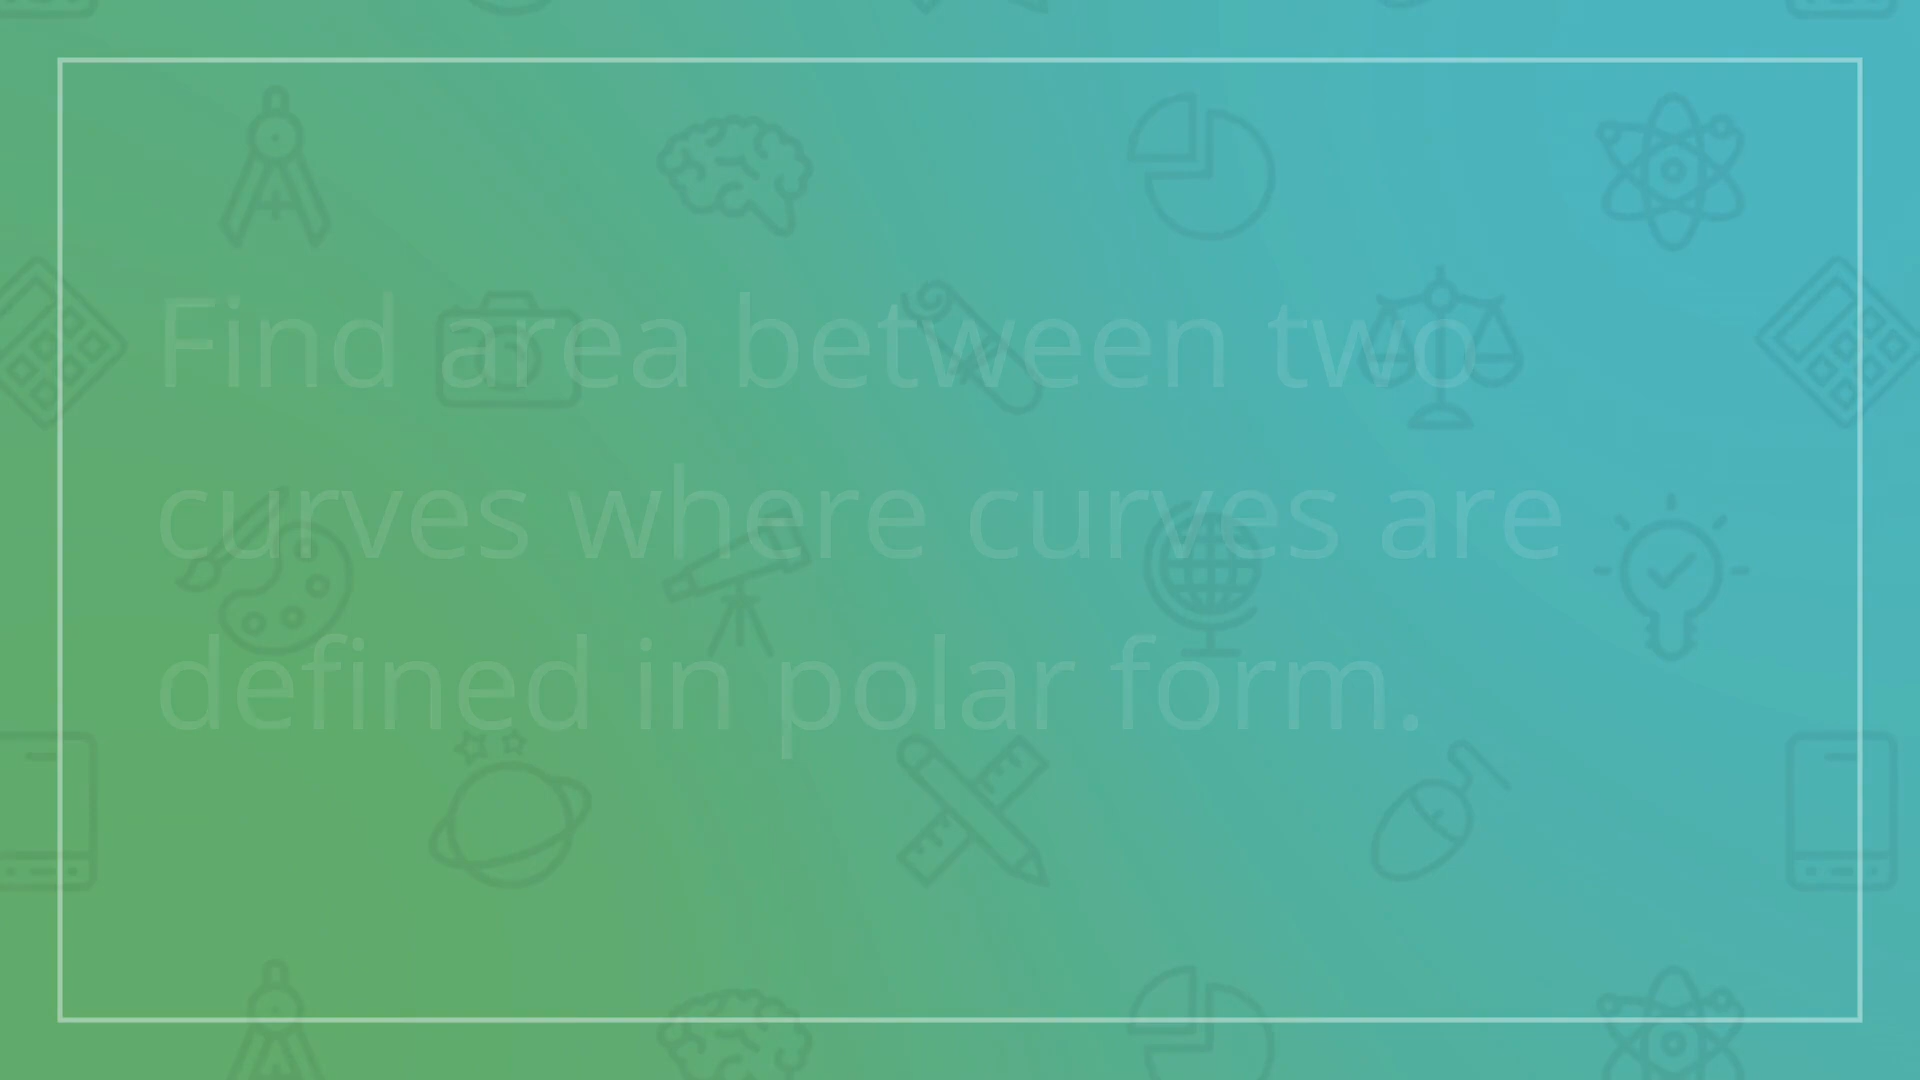 Find area between two
curves where curves are
defined in polar form.